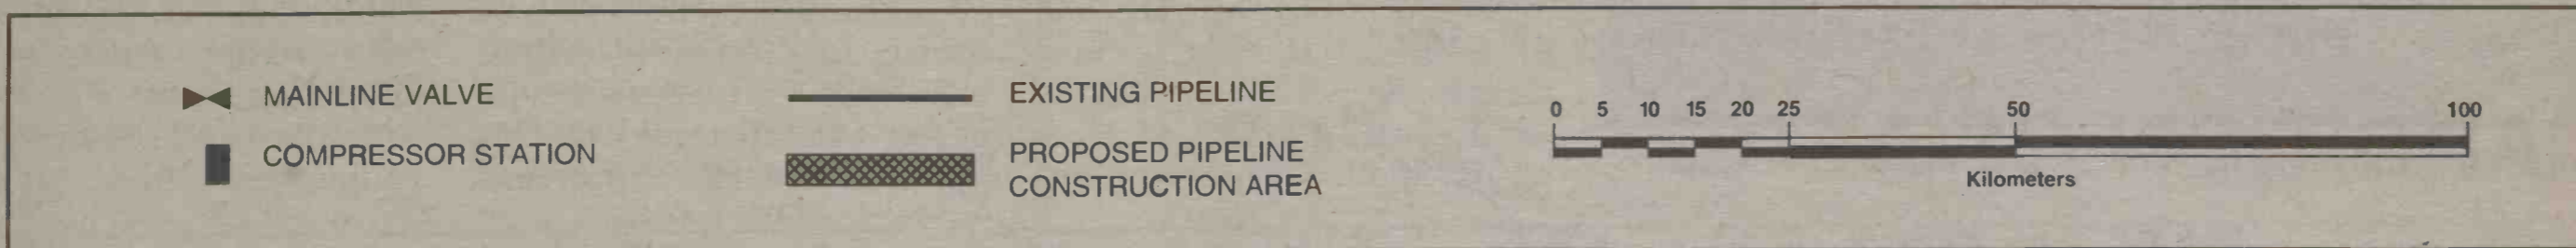 MAINLINE VALVE
COMPRESSOR STATION
EXISTING PIPELINE
PROPOSED PIPELINE
CONSTRUCTION AREA
0 5 10 15 20 25 50 100
Kilometers